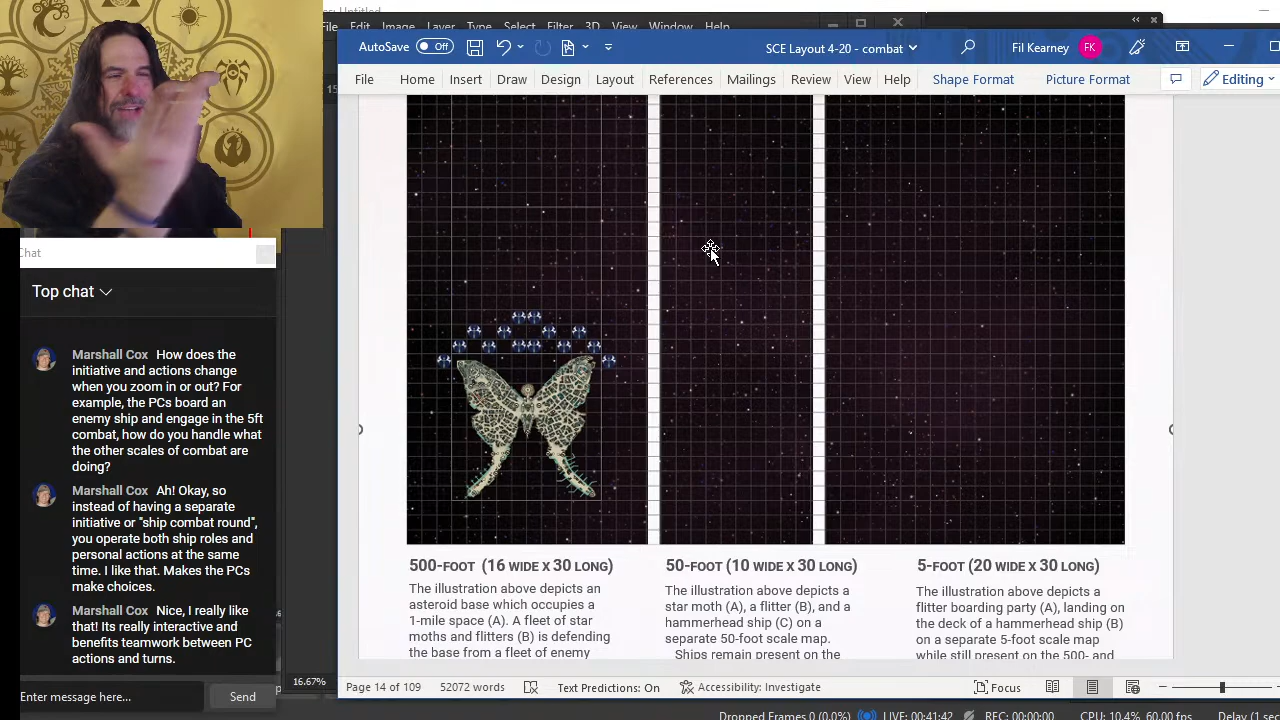 Untitled
File Edit Image Layer Type Select Filter 3D View Window Help
AutoSave Off
SCE Layout 4-20 - combat
Fil Kearney FK
File Home Insert Draw Design Layout References Mailings Review View Help Shape Format Picture Format
Editing
Chat
Top chat
Marshall Cox How does the
initiative and actions change
when you zoom in or out? For
example, the PCs board an
enemy ship and engage in the 5ft
combat, how do you handle what
the other scales of combat are
doing?
Marshall Cox Ah! Okay, so
instead of having a separate
initiative or "ship combat round",
you operate both ship roles and
personal actions at the same
time. I like that. Makes the PCs
make choices.
Marshall Cox Nice, I really like
that! Its really interactive and
benefits teamwork between PC
actions and turns.
Enter message here...
Send
16.67%
500-FOOT (16 WIDE X 30 LONG)
The illustration above depicts an
asteroid base which occupies a
1-mile space (A). A fleet of star
moths and flitters (B) is defending
the base from a fleet of enemy
50-FOOT (10 WIDE X 30 LONG)
The illustration above depicts a
star moth (A), a flitter (B), and a
hammerhead ship (C) on a
separate 50-foot scale map.
Ships remain present on the
5-FOOT (20 WIDE X 30 LONG)
The illustration above depicts a
flitter boarding party (A), landing on
the deck of a hammerhead ship (B)
on a separate 5-foot scale map
while still present on the 500- and
Page 14 of 109 52072 words Text Predictions: On Accessibility: Investigate Focus
Dropped Frames 0 (0.0%) LIVE: 00:41:42 REC: 00:00:00 CPU: 10.4%, 60.00 fps Delay (1 sec